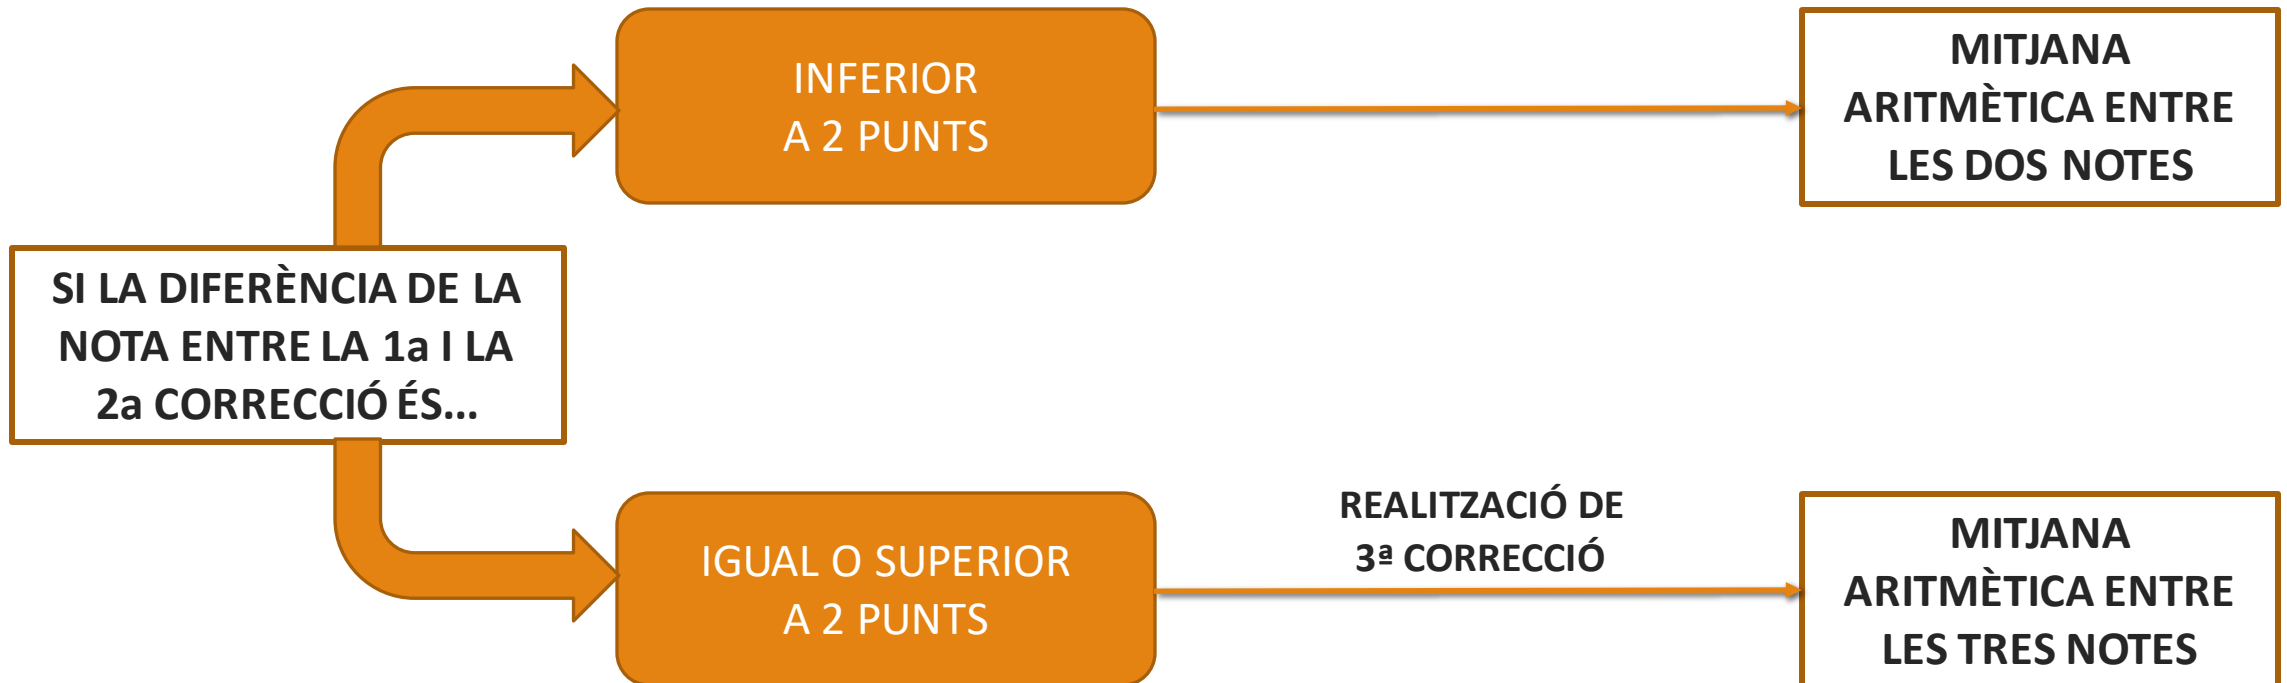 SI LA DIFERÈNCIA DE LA
NOTA ENTRE LA 1a I LA
2a CORRECCIÓ ÉS...
INFERIOR
A 2 PUNTS
MITJANA
ARITMÈTICA ENTRE
LES DOS NOTES
IGUAL O SUPERIOR
A 2 PUNTS
REALITZACIÓ DE
3ª CORRECCIÓ
MITJANA
ARITMÈTICA ENTRE
LES TRES NOTES